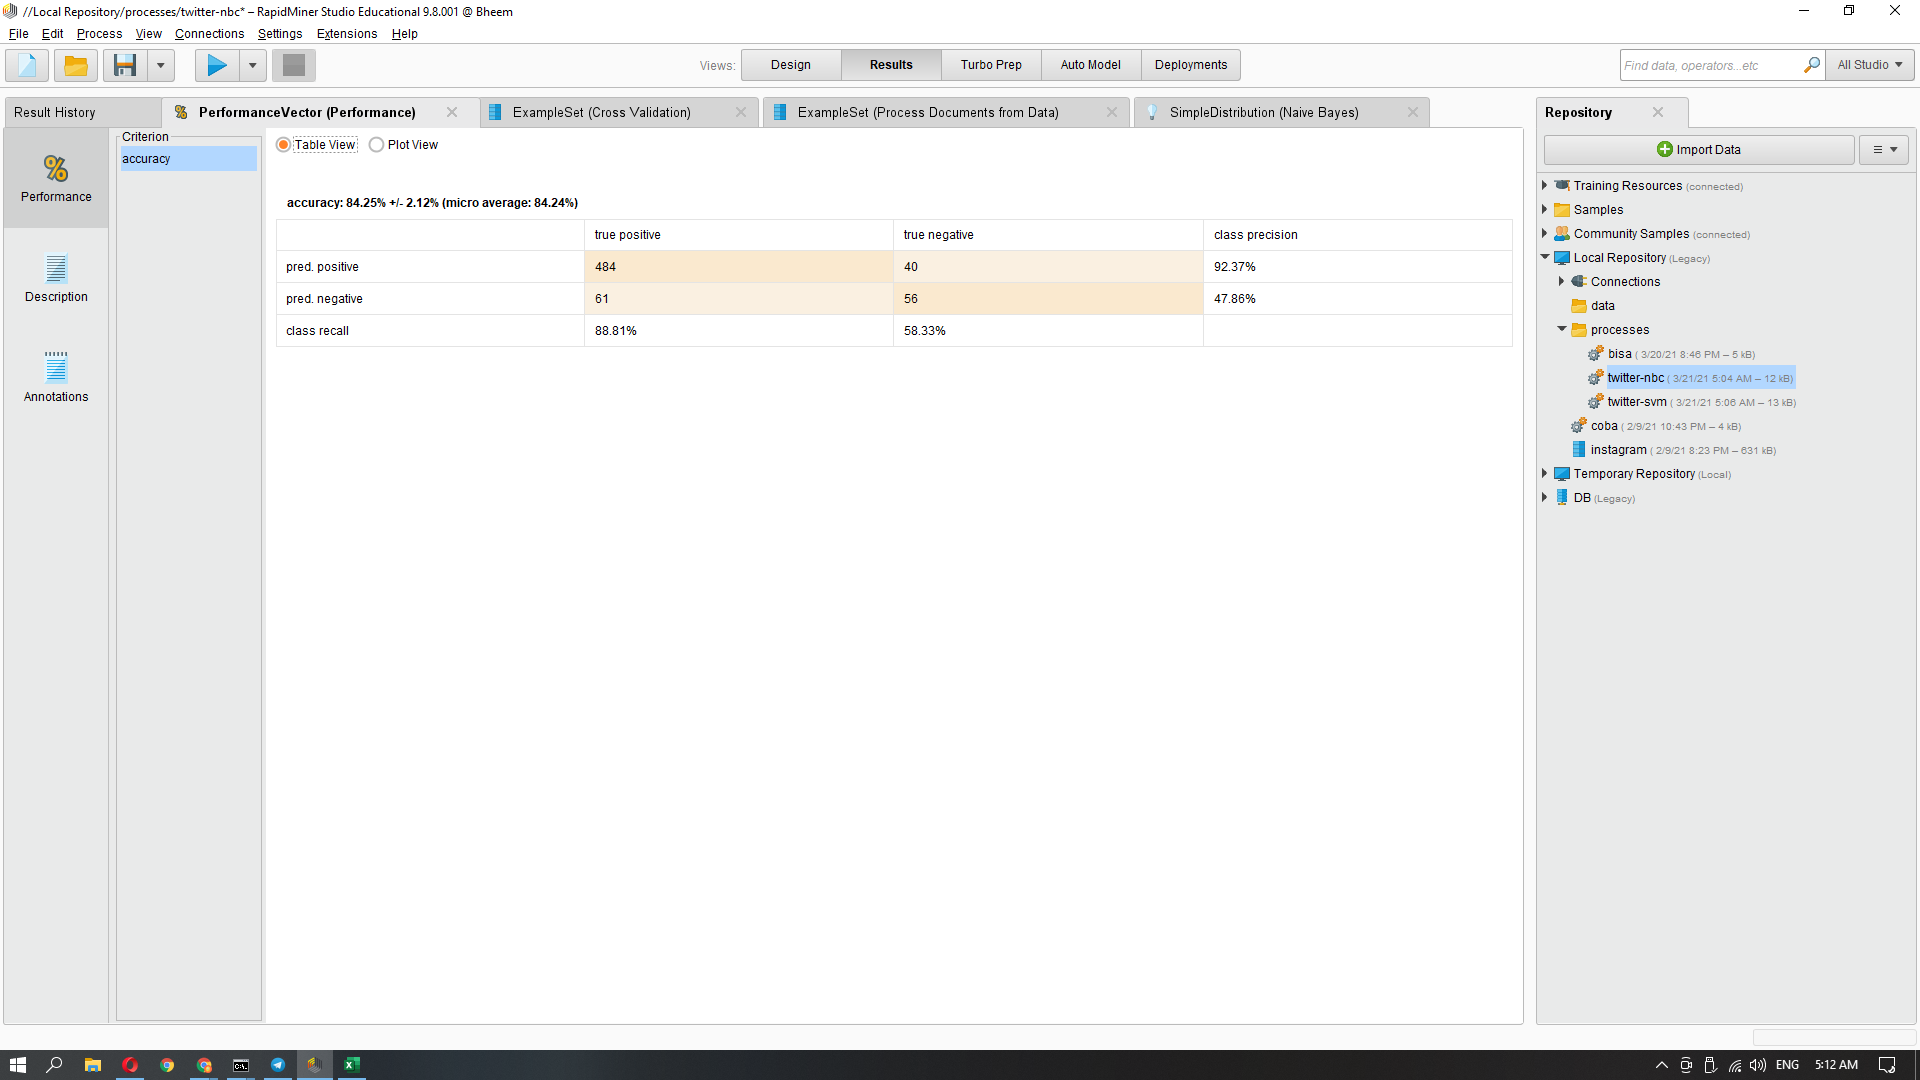 //Local Repository/processes/twitter-nbc* – RapidMiner Studio Educational 9.8.001 @ Bheem
File Edit Process View Connections Settings Extensions Help
Views: Design Results Turbo Prep Auto Model Deployments
Find data, operators...etc All Studio
Result History PerformanceVector (Performance) ExampleSet (Cross Validation) ExampleSet (Process Documents from Data) SimpleDistribution (Naive Bayes)
Performance
Description
Annotations
Criterion
accuracy
Table View Plot View
accuracy: 84.25% +/- 2.12% (micro average: 84.24%)
true positive true negative class precision
pred. positive 484 40 92.37%
pred. negative 61 56 47.86%
class recall 88.81% 58.33%
Repository
Import Data
Training Resources (connected)
Samples
Community Samples (connected)
Local Repository (Legacy)
Connections
data
processes
bisa ( 3/20/21 8:46 PM – 5 kB)
twitter-nbc ( 3/21/21 5:04 AM – 12 kB)
twitter-svm ( 3/21/21 5:06 AM – 13 kB)
coba ( 2/9/21 10:43 PM – 4 kB)
instagram ( 2/9/21 8:23 PM – 631 kB)
Temporary Repository (Local)
DB (Legacy)
ENG 5:12 AM